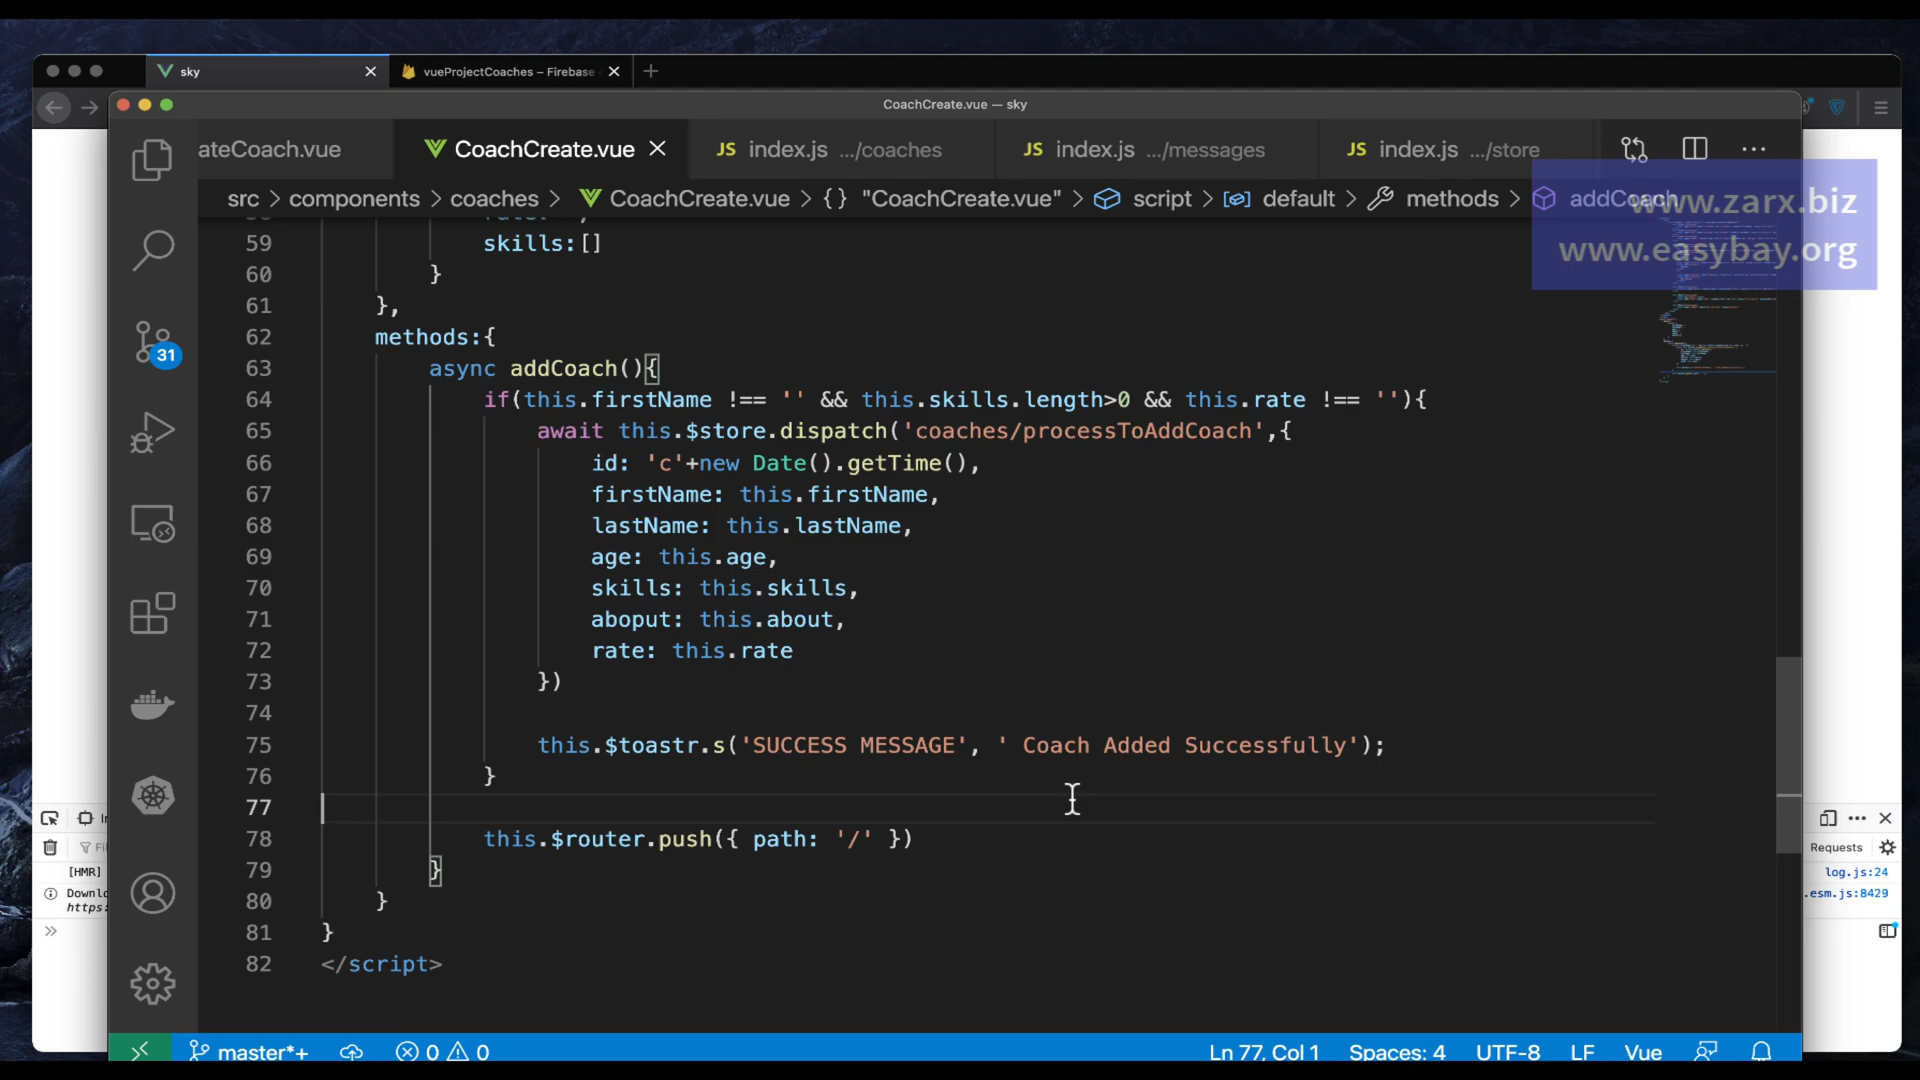 sky
vueProjectCoaches – Firebase
CoachCreate.vue — sky
ateCoach.vue
CoachCreate.vue
JS index.js .../coaches
JS index.js .../messages
JS index.js .../store
src > components > coaches > CoachCreate.vue > {} "CoachCreate.vue" > script > default > methods > addCoach
www.zarx.biz
www.easybay.org
59 skills:[]
60 }
61 },
62 methods:{
63 async addCoach(){
64 if(this.firstName !== '' && this.skills.length>0 && this.rate !== ''){
65 await this.$store.dispatch('coaches/processToAddCoach',{
66 id: 'c'+new Date().getTime(),
67 firstName: this.firstName,
68 lastName: this.lastName,
69 age: this.age,
70 skills: this.skills,
71 aboput: this.about,
72 rate: this.rate
73 })
74
75 this.$toastr.s('SUCCESS MESSAGE', ' Coach Added Successfully');
76 }
77
78 this.$router.push({ path: '/' })
79 }
80 }
81 }
82 </script>
31
[HMR]
https:
Requests
log.js:24
.esm.js:8429
master*+
0 0
Ln 77, Col 1
Spaces: 4
UTF-8
LF
Vue